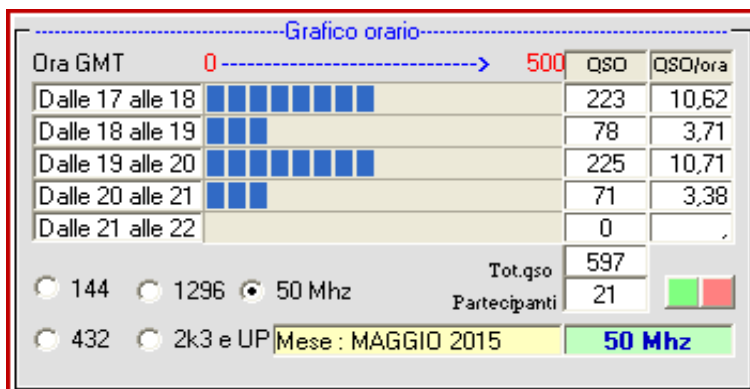 Grafico orario
Ora GMT 0 500 QSO QSO/ora
Dalle 17 alle 18 223 10,62
Dalle 18 alle 19 78 3,71
Dalle 19 alle 20 225 10,71
Dalle 20 alle 21 71 3,38
Dalle 21 alle 22 0 ,
Tot.qso 597
144 1296 50 Mhz
Partecipanti 21
432 2k3 e UP Mese : MAGGIO 2015 50 Mhz